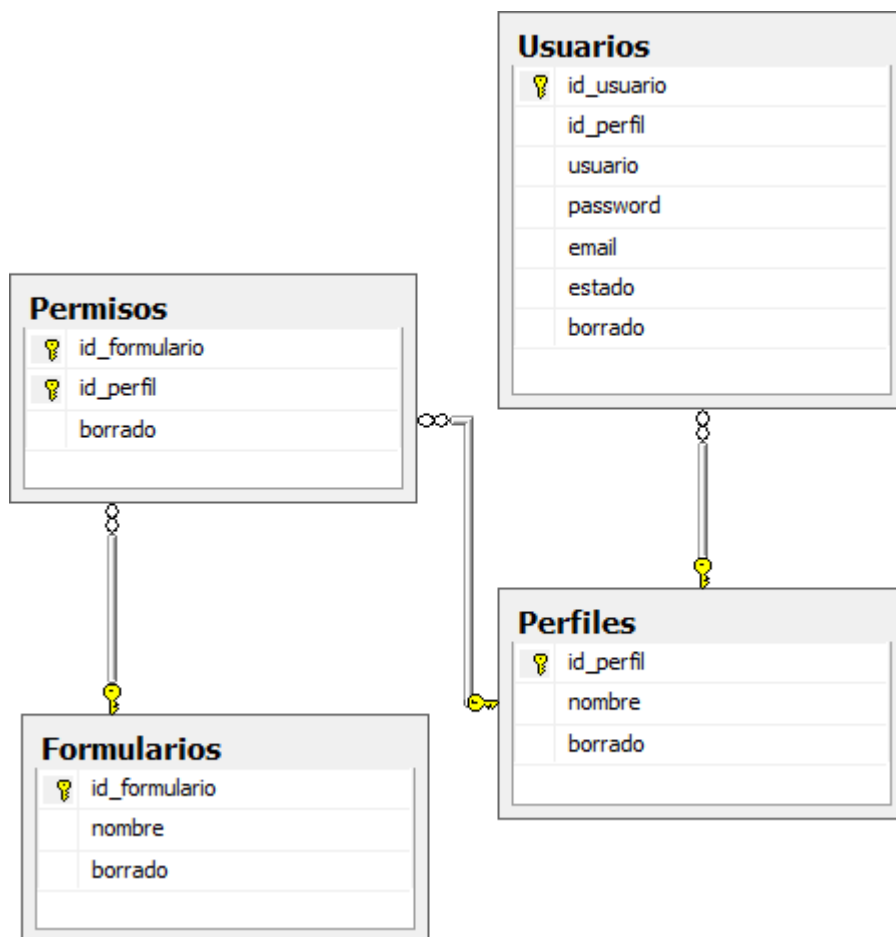 Usuarios
id_usuario
id_perfil
usuario
password
email
estado
borrado
Permisos
id_formulario
id_perfil
borrado
Perfiles
id_perfil
nombre
borrado
Formularios
id_formulario
nombre
borrado